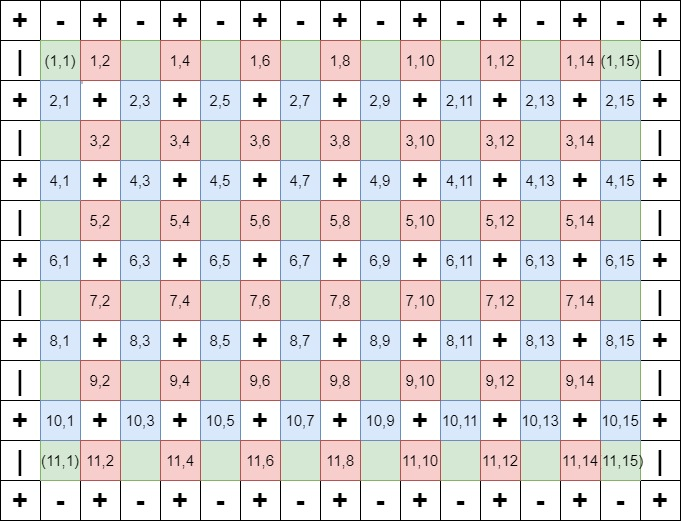 + - + - + - + - + - + - + - + - +
| (1,1) 1,2 1,4 1,6 1,8 1,10 1,12 1,14 (1,15) |
+ 2,1 + 2,3 + 2,5 + 2,7 + 2,9 + 2,11 + 2,13 + 2,15 +
| 3,2 3,4 3,6 3,8 3,10 3,12 3,14 |
+ 4,1 + 4,3 + 4,5 + 4,7 + 4,9 + 4,11 + 4,13 + 4,15 +
| 5,2 5,4 5,6 5,8 5,10 5,12 5,14 |
+ 6,1 + 6,3 + 6,5 + 6,7 + 6,9 + 6,11 + 6,13 + 6,15 +
| 7,2 7,4 7,6 7,8 7,10 7,12 7,14 |
+ 8,1 + 8,3 + 8,5 + 8,7 + 8,9 + 8,11 + 8,13 + 8,15 +
| 9,2 9,4 9,6 9,8 9,10 9,12 9,14 |
+ 10,1 + 10,3 + 10,5 + 10,7 + 10,9 + 10,11 + 10,13 + 10,15 +
| (11,1) 11,2 11,4 11,6 11,8 11,10 11,12 11,14 11,15) |
+ - + - + - + - + - + - + - + - +